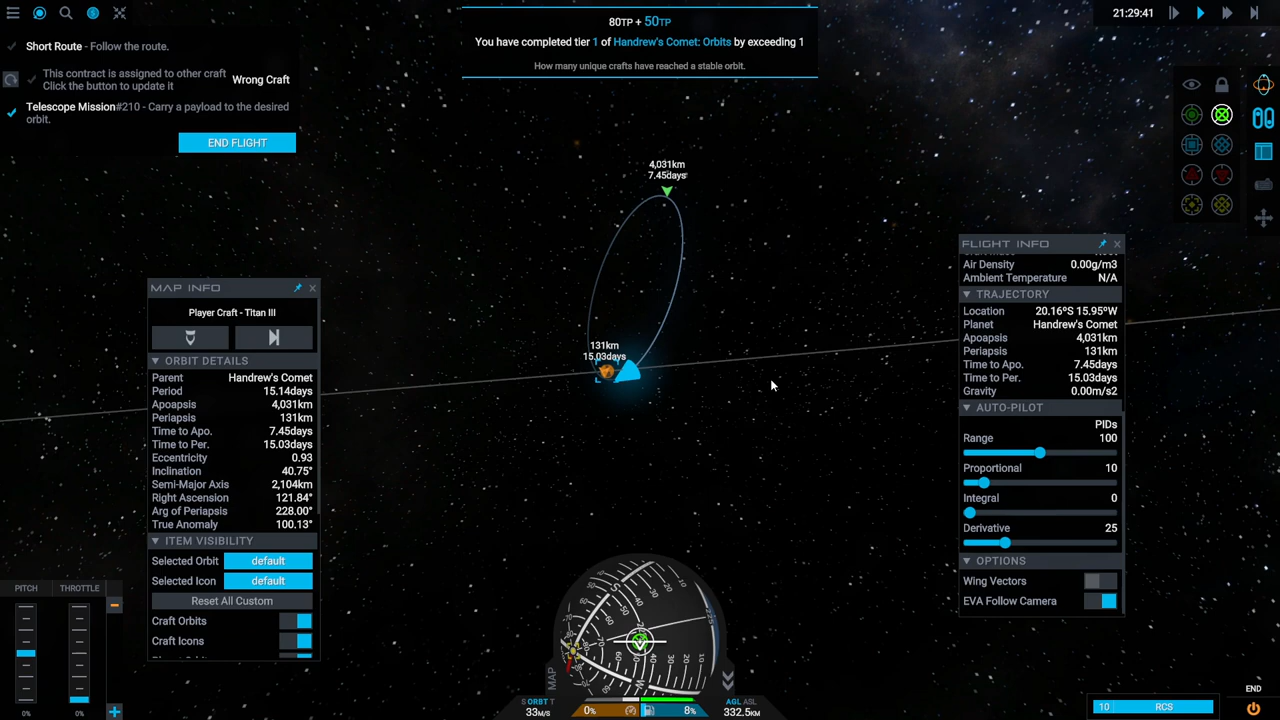 80TP + 50TP
You have completed tier 1 of Handrew's Comet: Orbits by exceeding 1
How many unique crafts have reached a stable orbit.
21:29:41
Short Route - Follow the route.
This contract is assigned to other craft
Click the button to update it
Wrong Craft
Telescope Mission#210 - Carry a payload to the desired
orbit.
END FLIGHT
4,031km
7.45days
131km
15.03days
MAP INFO
Player Craft - Titan III
ORBIT DETAILS
Parent Handrew's Comet
Period 15.14days
Apoapsis 4,031km
Periapsis 131km
Time to Apo. 7.45days
Time to Per. 15.03days
Eccentricity 0.93
Inclination 40.75°
Semi-Major Axis 2,104km
Right Ascension 121.84°
Arg of Periapsis 228.00°
True Anomaly 100.13°
ITEM VISIBILITY
Selected Orbit default
Selected Icon default
Reset All Custom
Craft Orbits
Craft Icons
FLIGHT INFO
Air Density 0.00g/m3
Ambient Temperature N/A
TRAJECTORY
Location 20.16°S 15.95°W
Planet Handrew's Comet
Apoapsis 4,031km
Periapsis 131km
Time to Apo. 7.45days
Time to Per. 15.03days
Gravity 0.00m/s2
AUTO-PILOT
PIDs
Range 100
Proportional 10
Integral 0
Derivative 25
OPTIONS
Wing Vectors
EVA Follow Camera
PITCH THROTTLE
0% 0%
MAP
S ORBT T
33M/S
0%
8%
AGL ASL
332.5KM
10 RCS
END